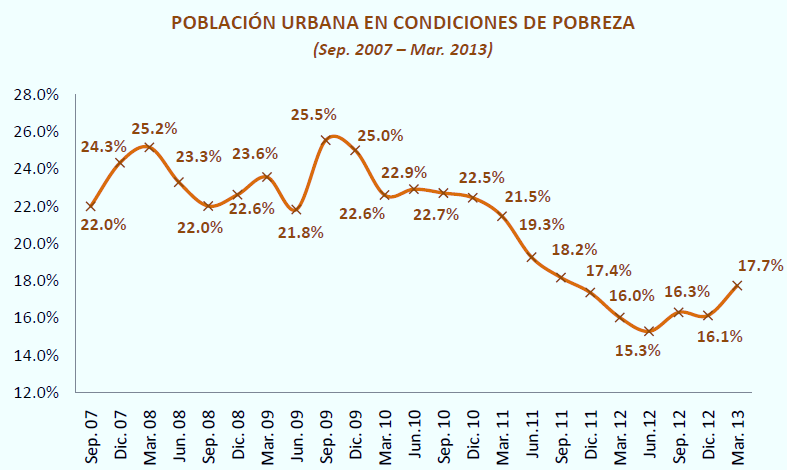 POBLACIÓN URBANA EN CONDICIONES DE POBREZA
(Sep. 2007 – Mar. 2013)
28.0%
26.0%
24.0%
22.0%
20.0%
18.0%
16.0%
14.0%
12.0%
22.0%
24.3%
25.2%
23.3%
22.0%
22.6%
23.6%
21.8%
25.5%
25.0%
22.6%
22.9%
22.7%
22.5%
21.5%
19.3%
18.2%
17.4%
16.0%
15.3%
16.3%
16.1%
17.7%
Sep. 07
Dic. 07
Mar. 08
Jun. 08
Sep. 08
Dic. 08
Mar. 09
Jun. 09
Sep. 09
Dic. 09
Mar. 10
Jun.10
Sep. 10
Dic. 10
Mar. 11
Jun.11
Sep. 11
Dic. 11
Mar. 12
Jun.12
Sep. 12
Dic. 12
Mar. 13